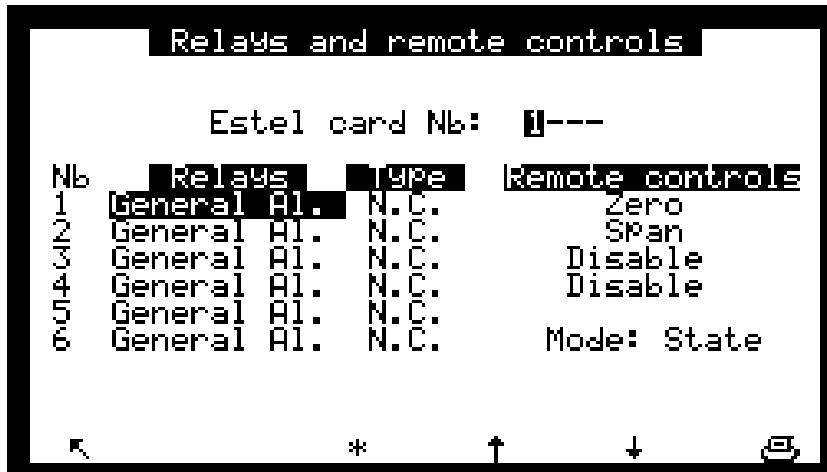 Relays and remote controls
Estel card Nb: 1---
Nb Relays Type Remote controls
1 General Al. N.C. Zero
2 General Al. N.C. Span
3 General Al. N.C. Disable
4 General Al. N.C. Disable
5 General Al. N.C.
6 General Al. N.C. Mode: State
*